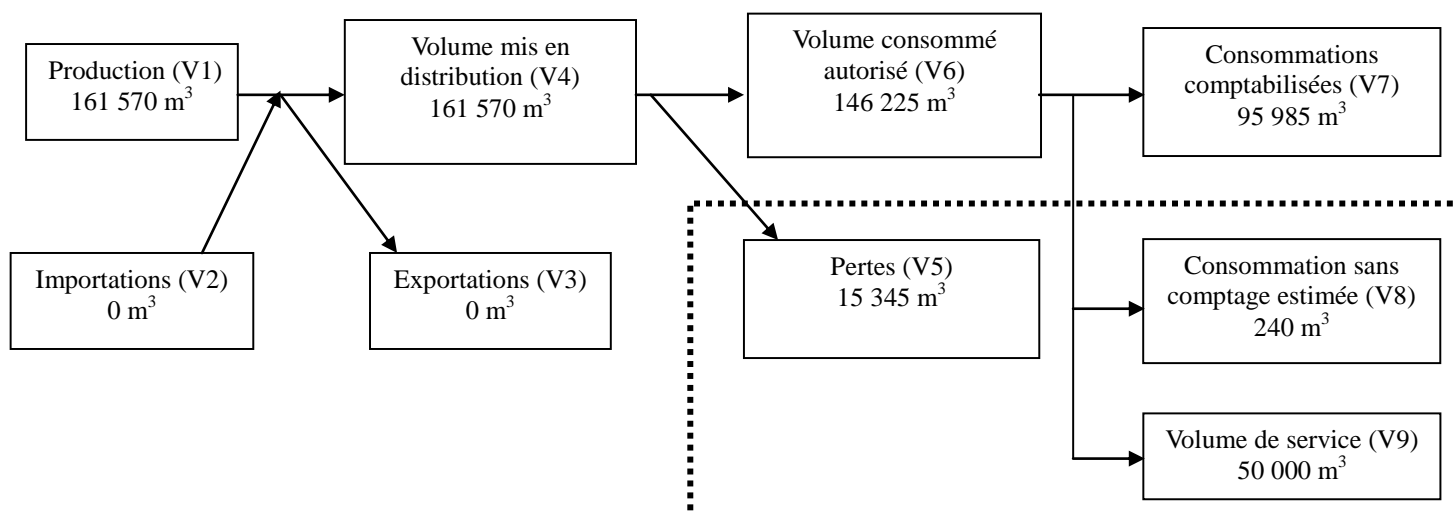 Production (V1)
161 570 m³
Volume mis en
distribution (V4)
161 570 m³
Volume consommé
autorisé (V6)
146 225 m³
Consommations
comptabilisées (V7)
95 985 m³
Importations (V2)
0 m³
Exportations (V3)
0 m³
Pertes (V5)
15 345 m³
Consommation sans
comptage estimée (V8)
240 m³
Volume de service (V9)
50 000 m³